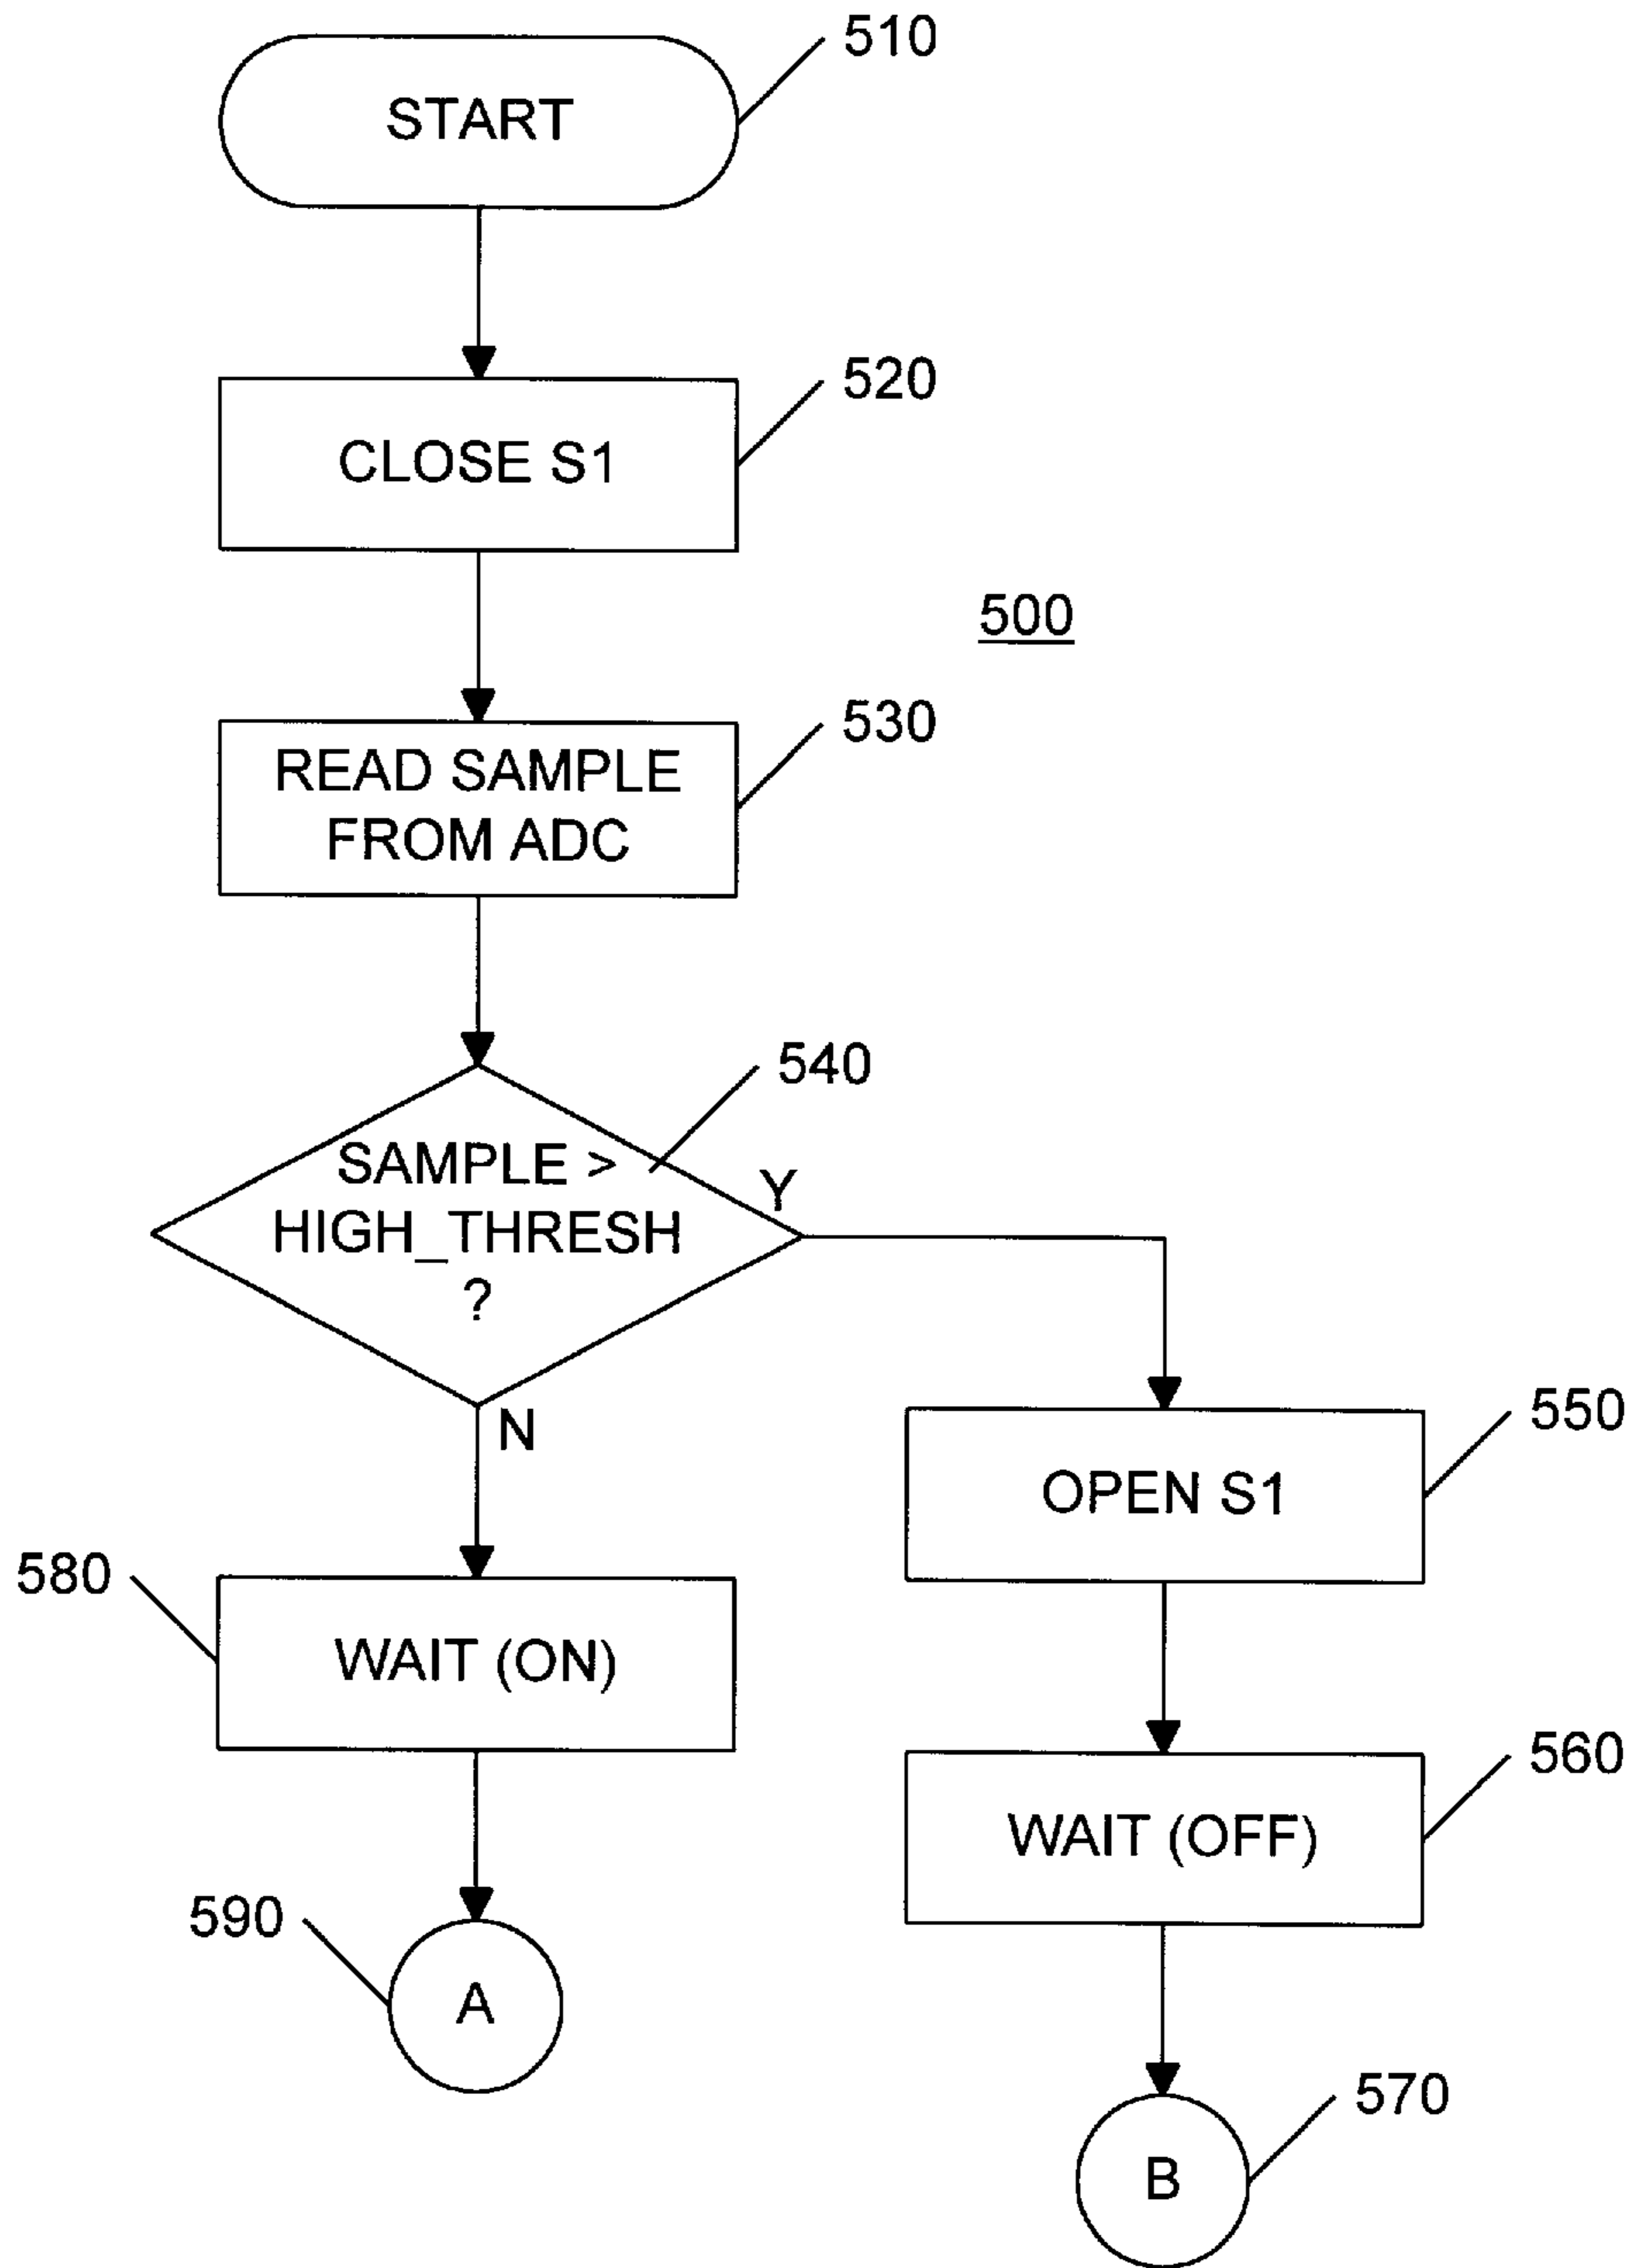 START
510
CLOSE S1
520
500
READ SAMPLE
FROM ADC
530
540
SAMPLE >
HIGH_THRESH
?
Y
N
550
OPEN S1
580
WAIT (ON)
560
WAIT (OFF)
590
A
570
B